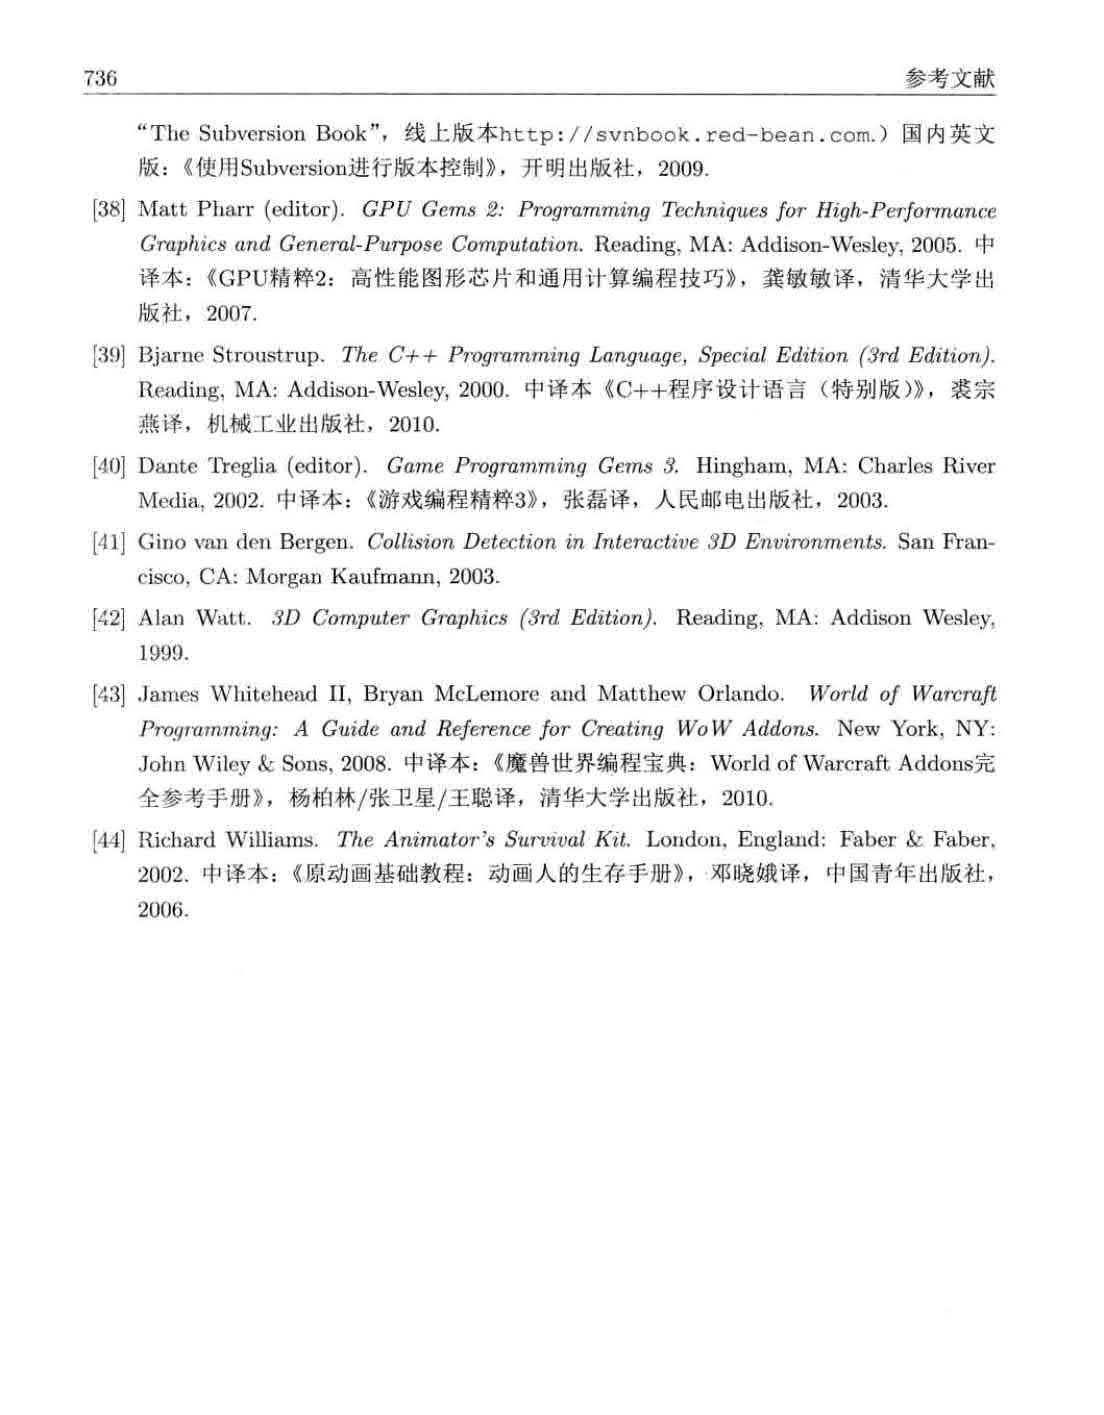 736 参考文献
“The Subversion Book”，线上版本http://svnbook.red-bean.com.）国内英文
版：《使用Subversion进行版本控制》，开明出版社，2009.
[38] Matt Pharr (editor). GPU Gems 2: Programming Techniques for High-Performance
Graphics and General-Purpose Computation. Reading, MA: Addison-Wesley, 2005. 中
译本：《GPU精粹2：高性能图形芯片和通用计算编程技巧》，龚敏敏译，清华大学出
版社，2007.
[39] Bjarne Stroustrup. The C++ Programming Language, Special Edition (3rd Edition).
Reading, MA: Addison-Wesley, 2000. 中译本《C++程序设计语言（特别版）》，裘宗
燕译，机械工业出版社，2010.
[40] Dante Treglia (editor). Game Programming Gems 3. Hingham, MA: Charles River
Media, 2002. 中译本：《游戏编程精粹3》，张磊译，人民邮电出版社，2003.
[41] Gino van den Bergen. Collision Detection in Interactive 3D Environments. San Fran-
cisco, CA: Morgan Kaufmann, 2003.
[42] Alan Watt. 3D Computer Graphics (3rd Edition). Reading, MA: Addison Wesley,
1999.
[43] James Whitehead II, Bryan McLemore and Matthew Orlando. World of Warcraft
Programming: A Guide and Reference for Creating WoW Addons. New York, NY:
John Wiley & Sons, 2008. 中译本：《魔兽世界编程宝典：World of Warcraft Addons完
全参考手册》，杨柏林/张卫星/王聪译，清华大学出版社，2010.
[44] Richard Williams. The Animator's Survival Kit. London, England: Faber & Faber,
2002. 中译本：《原动画基础教程：动画人的生存手册》，邓晓娥译，中国青年出版社，
2006.